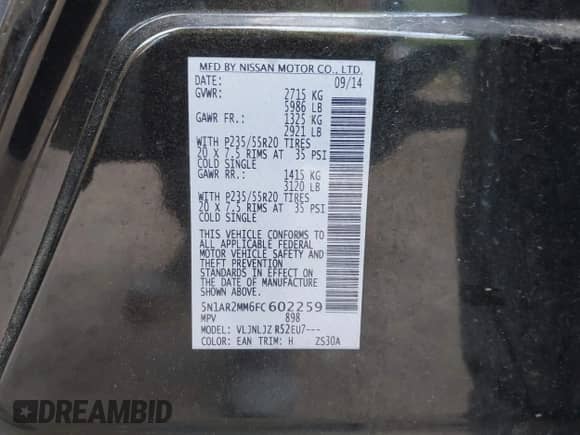 MFD BY NISSAN MOTOR CO., LTD.
DATE: 09/14
GVWR: 2715 KG
5986 LB
GAWR FR.: 1325 KG
2921 LB
WITH P235/55R20 TIRES
20 X 7.5 RIMS AT 35 PSI
COLD SINGLE
GAWR RR.: 1415 KG
3120 LB
WITH P235/55R20 TIRES
20 X 7.5 RIMS AT 35 PSI
COLD SINGLE
THIS VEHICLE CONFORMS TO
ALL APPLICABLE FEDERAL
MOTOR VEHICLE SAFETY AND
THEFT PREVENTION
STANDARDS IN EFFECT ON
THE DATE OF MANUFACTURE
SHOWN ABOVE.
5N1AR2MM6FC602259
MPV 898
MODEL: VLJNLJZ R52EU7---
COLOR: EAN TRIM: H ZS30A
DREAMBID